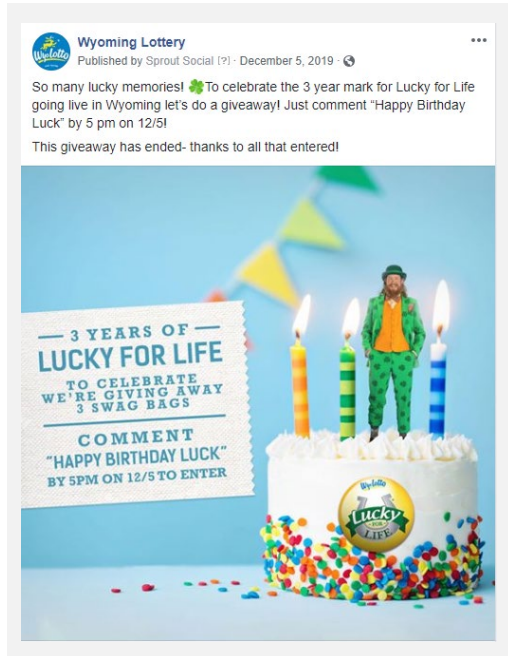 WyoLotto
Wyoming Lottery
Published by Sprout Social [?] · December 5, 2019 ·
So many lucky memories! 🍀To celebrate the 3 year mark for Lucky for Life
going live in Wyoming let's do a giveaway! Just comment "Happy Birthday
Luck" by 5 pm on 12/5!
This giveaway has ended- thanks to all that entered!
3 YEARS OF
LUCKY FOR LIFE
TO CELEBRATE
WE'RE GIVING AWAY
3 SWAG BAGS
COMMENT
"HAPPY BIRTHDAY LUCK"
BY 5PM ON 12/5 TO ENTER
WyoLotto
Lucky
FOR
LIFE